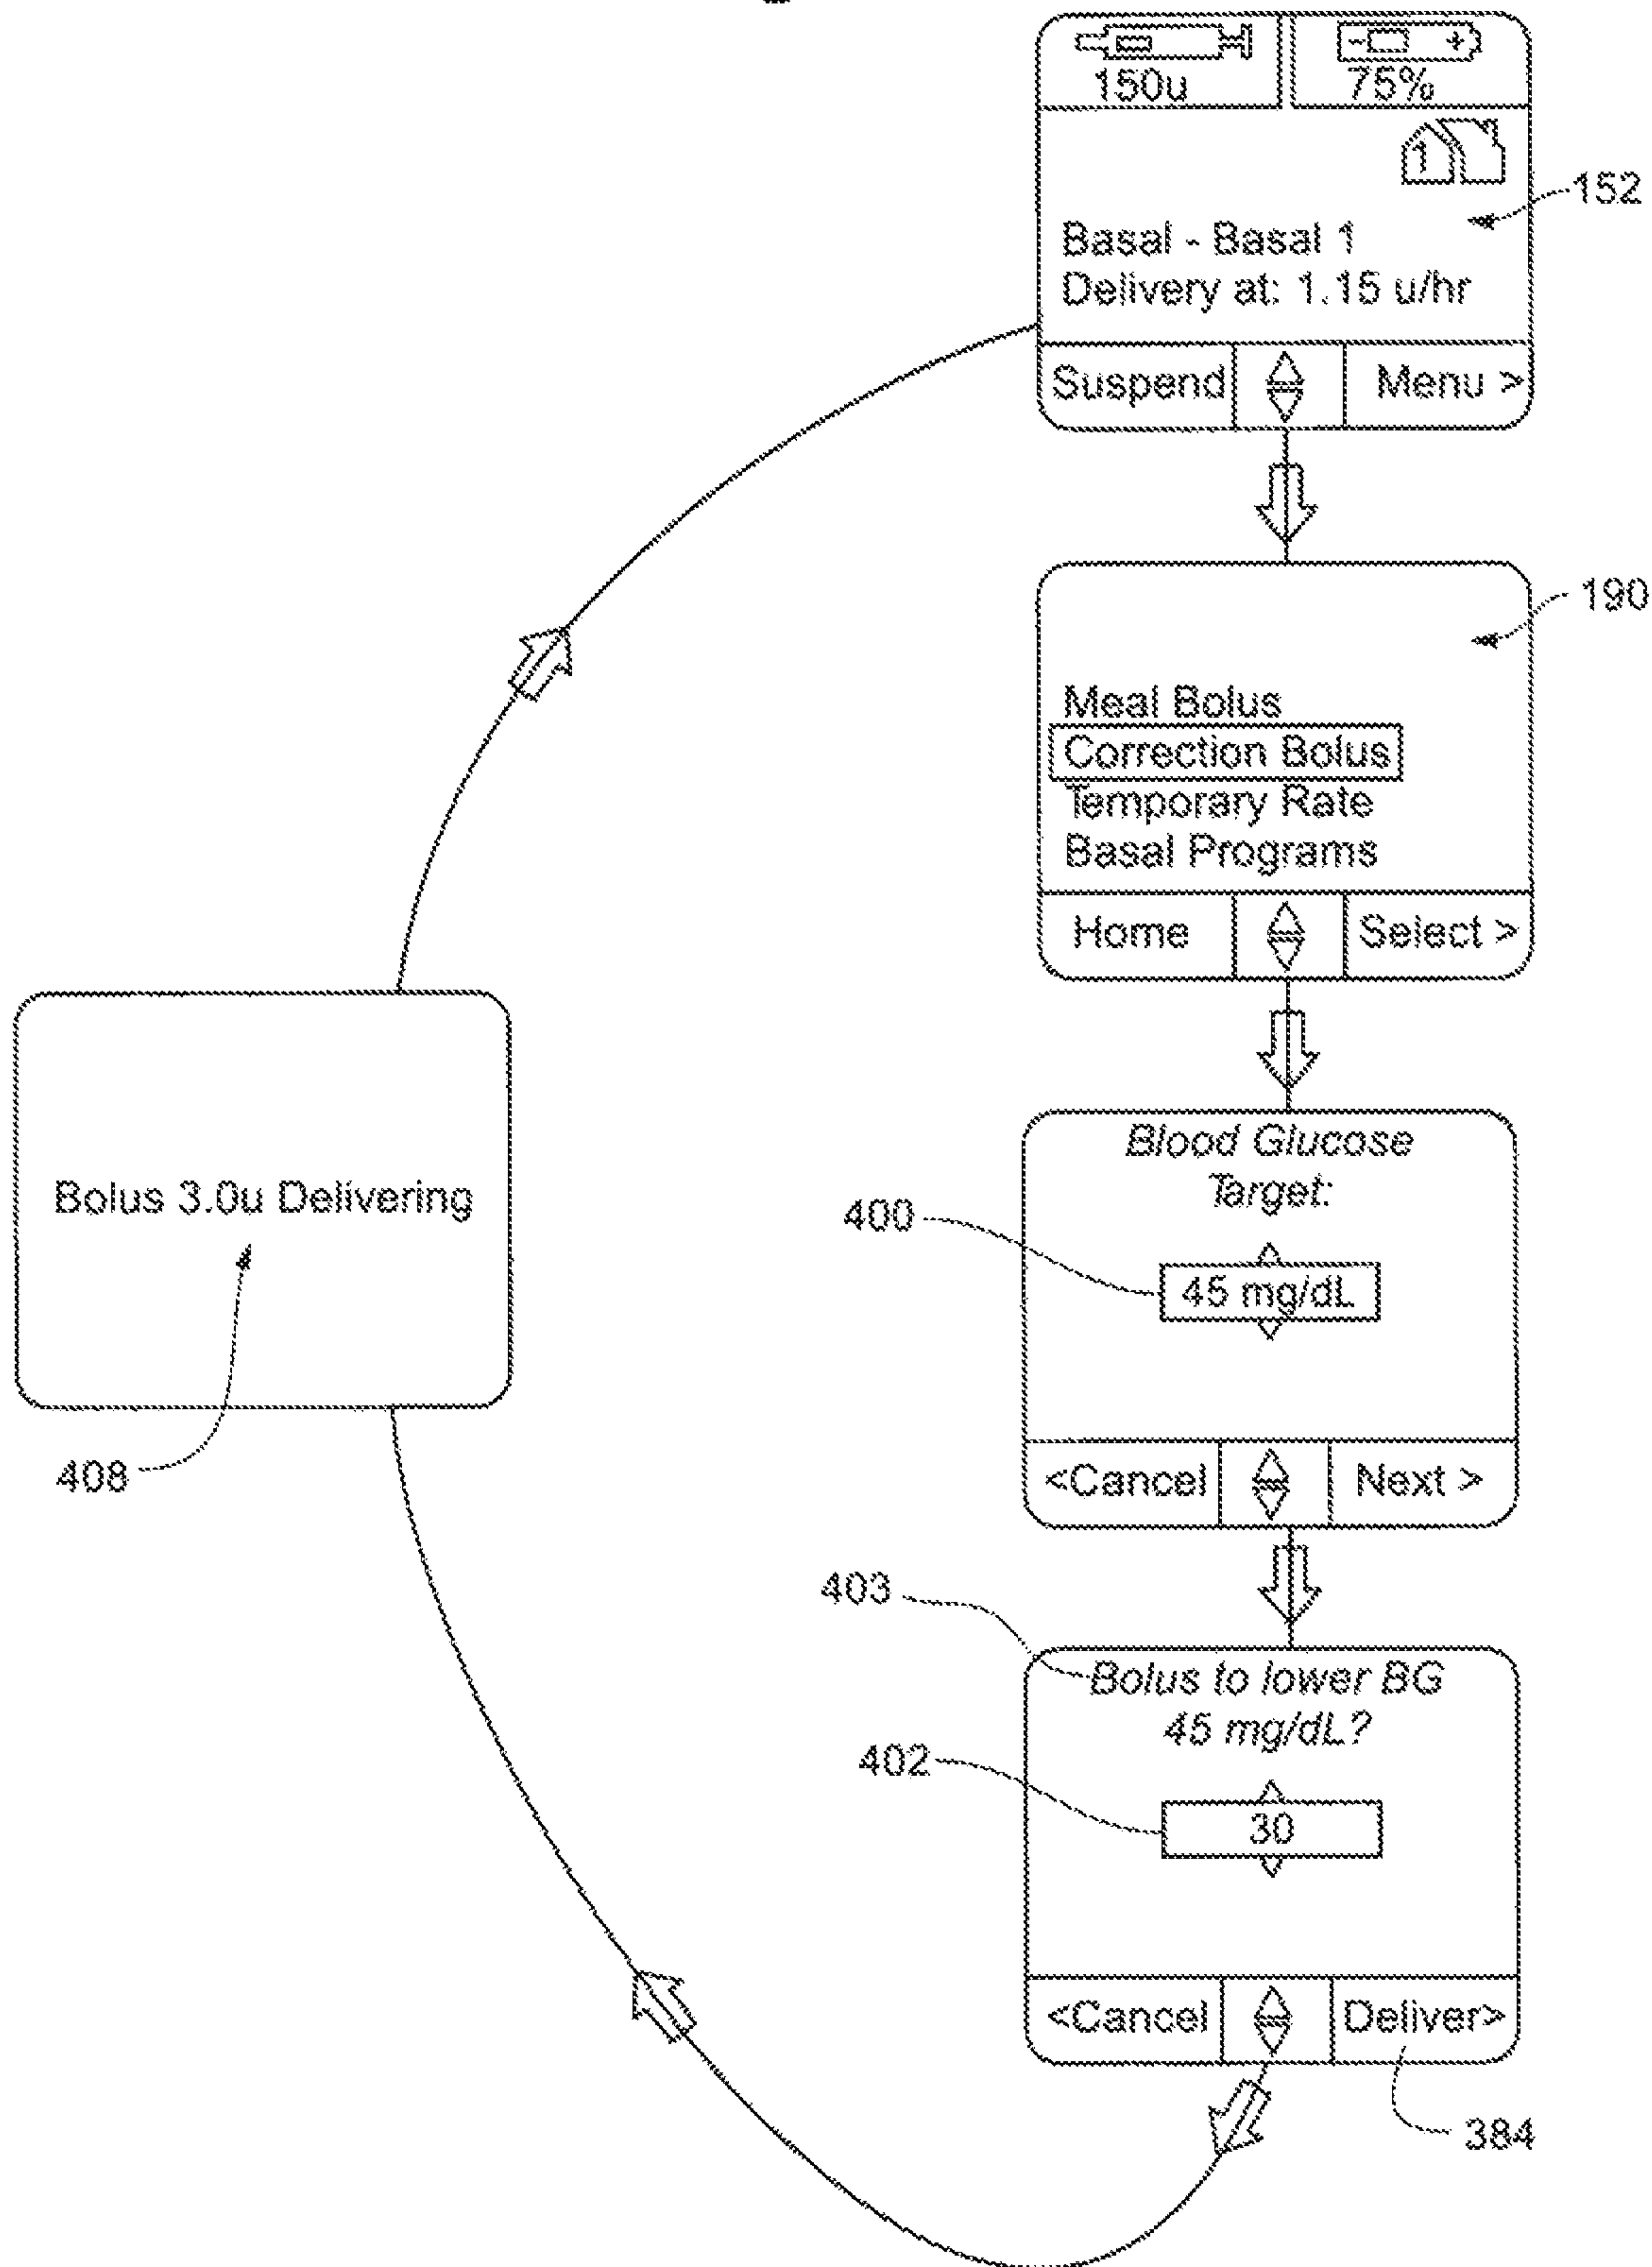 150u
75%
1
152
Basal - Basal 1
Delivery at: 1.15 u/hr
Suspend
Menu >
190
Meal Bolus
Correction Bolus
Temporary Rate
Basal Programs
Home
Select >
Bolus 3.0u Delivering
408
Blood Glucose
Target:
400
45 mg/dL
<Cancel
Next >
403
Bolus to lower BG
45 mg/dL?
402
30
<Cancel
Deliver>
384